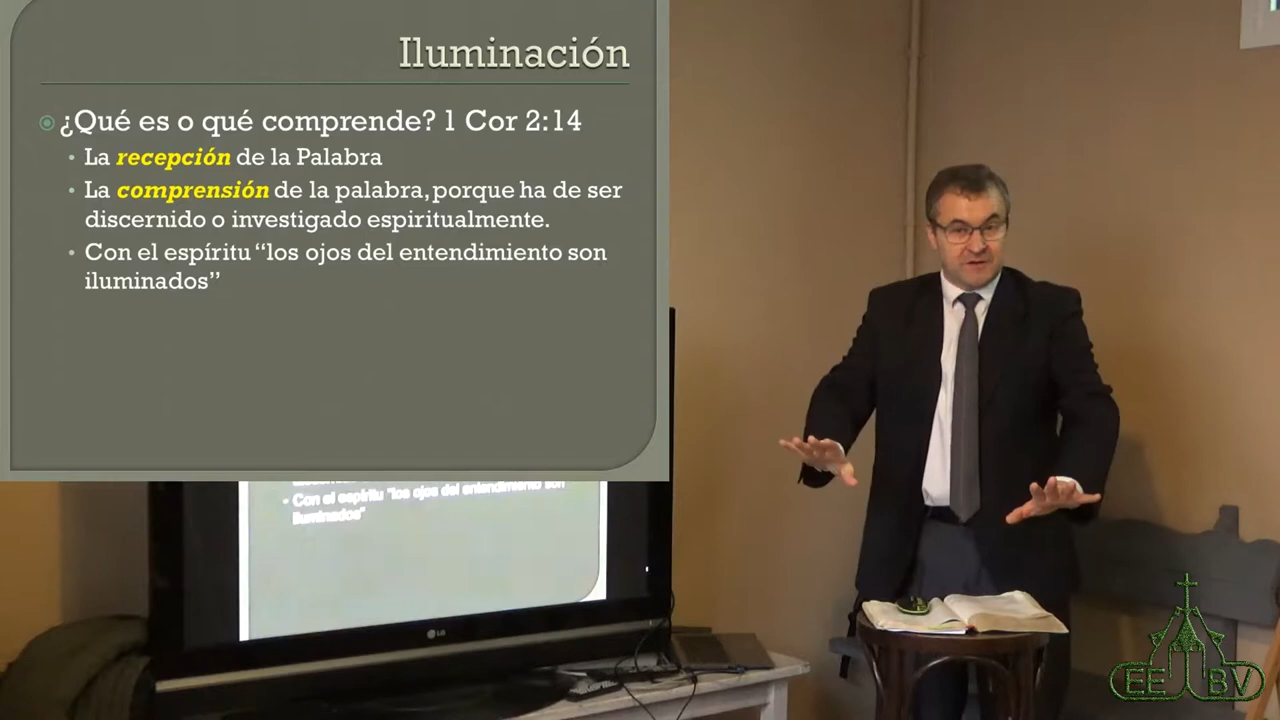 Iluminación
¿Qué es o qué comprende? 1 Cor 2:14
La recepción de la Palabra
La comprensión de la palabra, porque ha de ser
discernido o investigado espiritualmente.
Con el espíritu “los ojos del entendimiento son
iluminados”
Con el espíritu "los ojos del entendimiento son
iluminados"
LG
EE BV